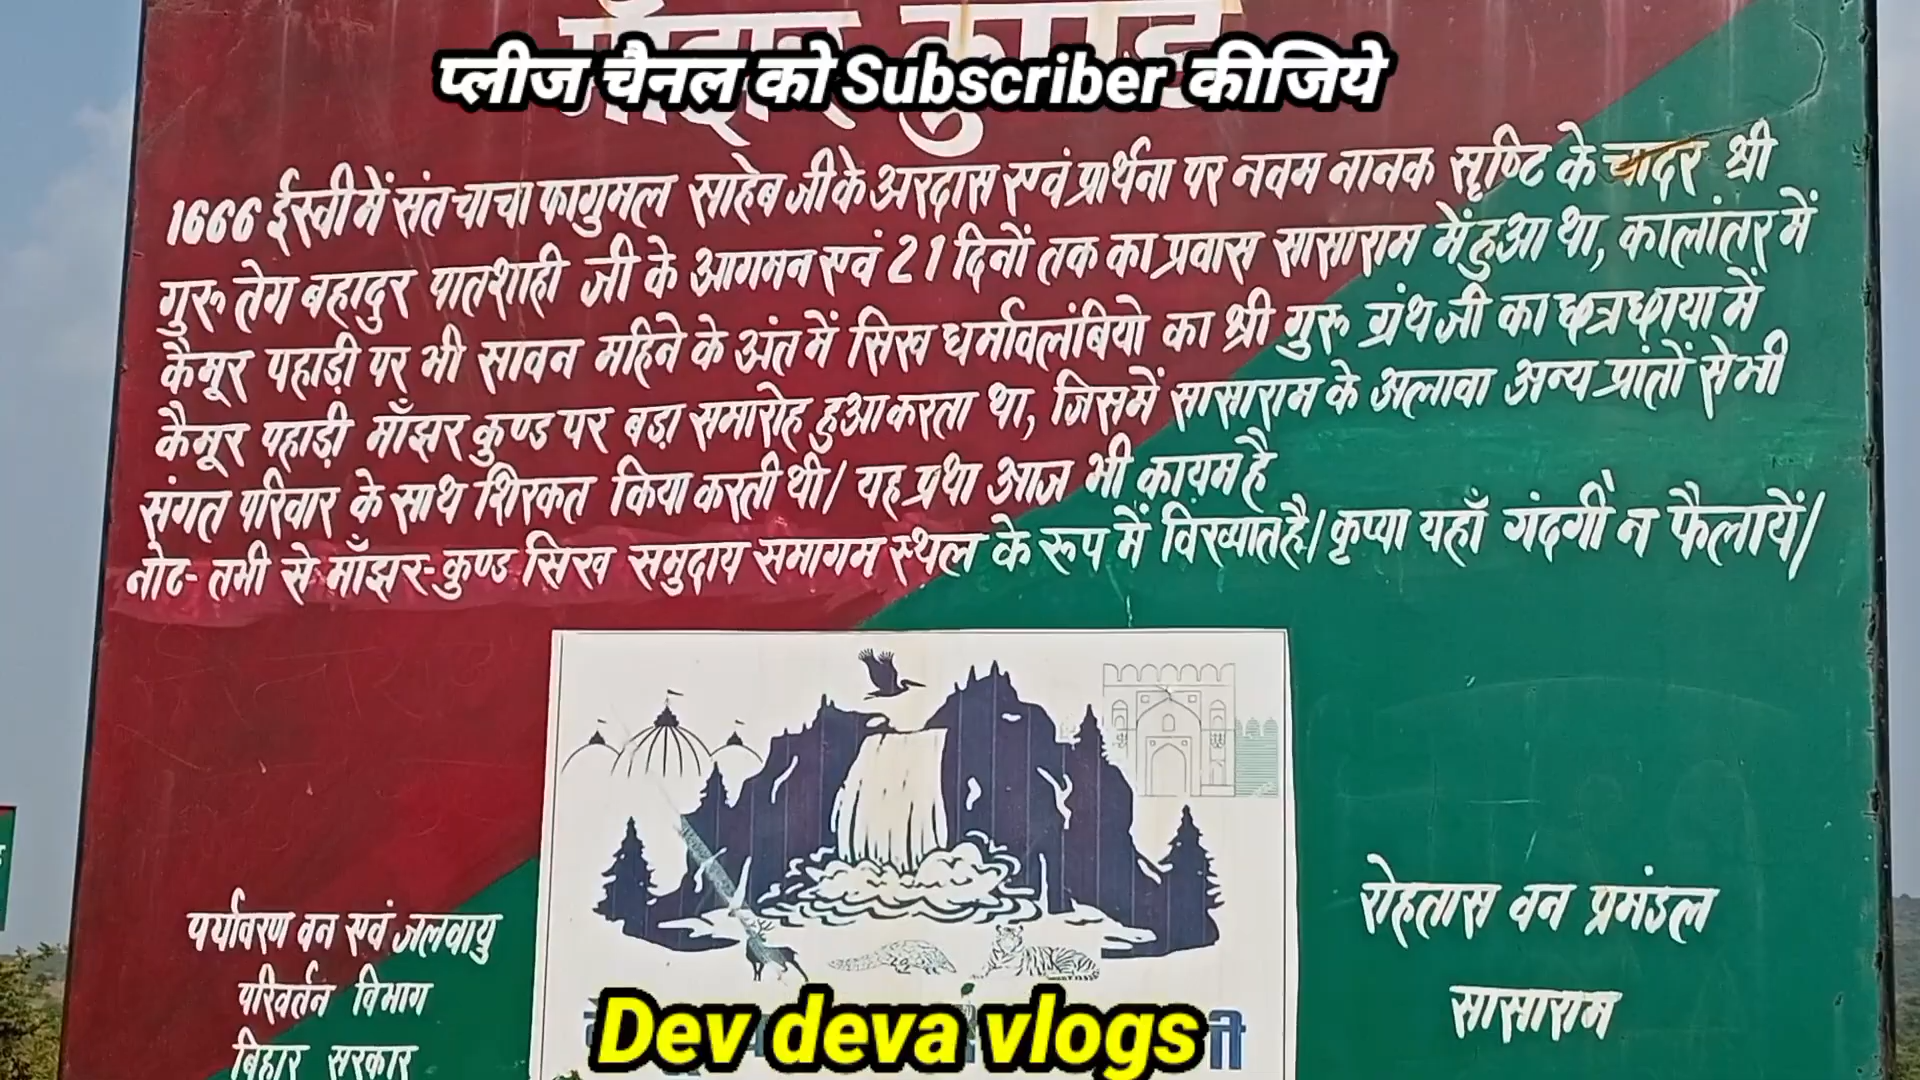 माँझर कुण्ड
प्लीज चैनल को Subscriber कीजिये
1666 ईस्वी में संत चाचा फागुमल साहेब जी के अरदास एवं प्रार्थना पर नवम नानक सृष्टि के चादर श्री
गुरू तेग बहादुर पातशाही जी के आगमन एवं 21 दिनों तक का प्रवास सासाराम में हुआ था, कालांतर में
कैमूर पहाड़ी पर भी सावन महिने के अंत में सिख धर्मावलंबियो का श्री गुरू ग्रंथ जी का छत्रछाया में
कैमूर पहाड़ी माँझर कुण्ड पर बड़ा समारोह हुआ करता था, जिसमें सासाराम के अलावा अन्य प्रांतों से भी
संगत परिवार के साथ शिरकत किया करती थी। यह प्रथा आज भी कायम है
नोट- तभी से माँझर-कुण्ड सिख समुदाय समागम स्थल के रूप में विख्यात है। कृप्या यहाँ गंदगी न फैलायें।
पर्यावरण वन एवं जलवायु
परिवर्तन विभाग
बिहार सरकार
रोहतास वन प्रमंडल
सासाराम
Dev deva vlogs